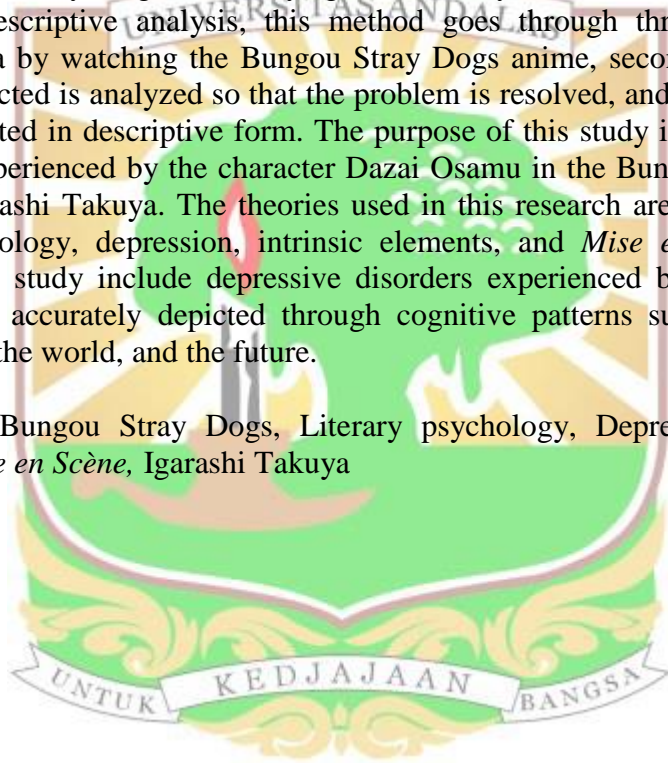 UNIVERSITAS ANDALAS
escriptive analysis, this method goes through thr
a by watching the Bungou Stray Dogs anime, secon
cted is analyzed so that the problem is resolved, and
ted in descriptive form. The purpose of this study i
perienced by the character Dazai Osamu in the Bun
rashi Takuya. The theories used in this research are
ology, depression, intrinsic elements, and Mise e
study include depressive disorders experienced b
accurately depicted through cognitive patterns su
the world, and the future.
Bungou Stray Dogs, Literary psychology, Depre
e en Scène, Igarashi Takuya
UNTUK KEDJAJAAN BANGSA